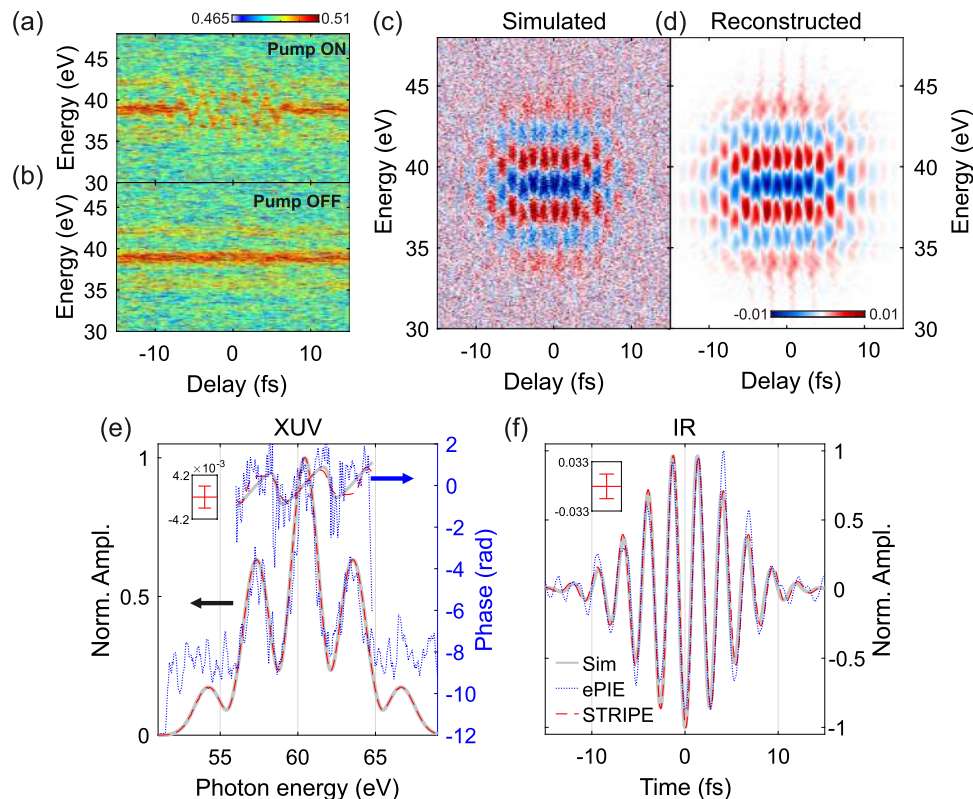 (a)
0.465
0.51
(c)
Simulated
(d)
Reconstructed
Pump ON
Energy (eV)
45
40
35
30
(b)
Pump OFF
Energy (eV)
45
40
35
30
-10
0
10
Delay (fs)
Energy (eV)
45
40
35
30
-10
0
10
Delay (fs)
-0.01
0.01
-10
0
10
Delay (fs)
45
40
35
30
Energy (eV)
(e)
XUV
4.2
×10-3
-4.2
1
0.5
0
Norm. Ampl.
2
0
-2
-4
-6
-8
-10
-12
Phase (rad)
55
60
65
Photon energy (eV)
(f)
IR
0.033
-0.033
1
0.5
0
-0.5
-1
Norm. Ampl.
Sim
ePIE
STRIPE
-10
0
10
Time (fs)